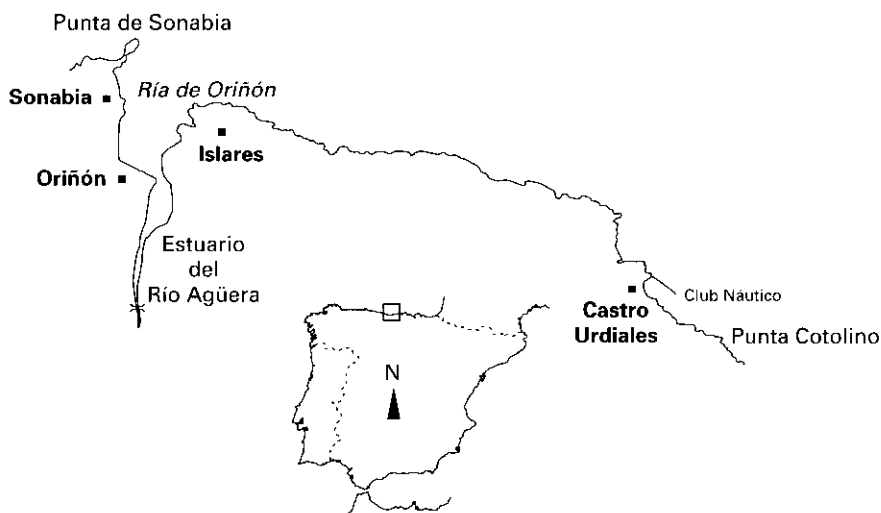 Punta de Sonabia
Sonabia
Ría de Oriñón
Islares
Oriñón
Estuario
del
Río Agüera
Club Náutico
Castro
Urdiales
Punta Cotolino
N